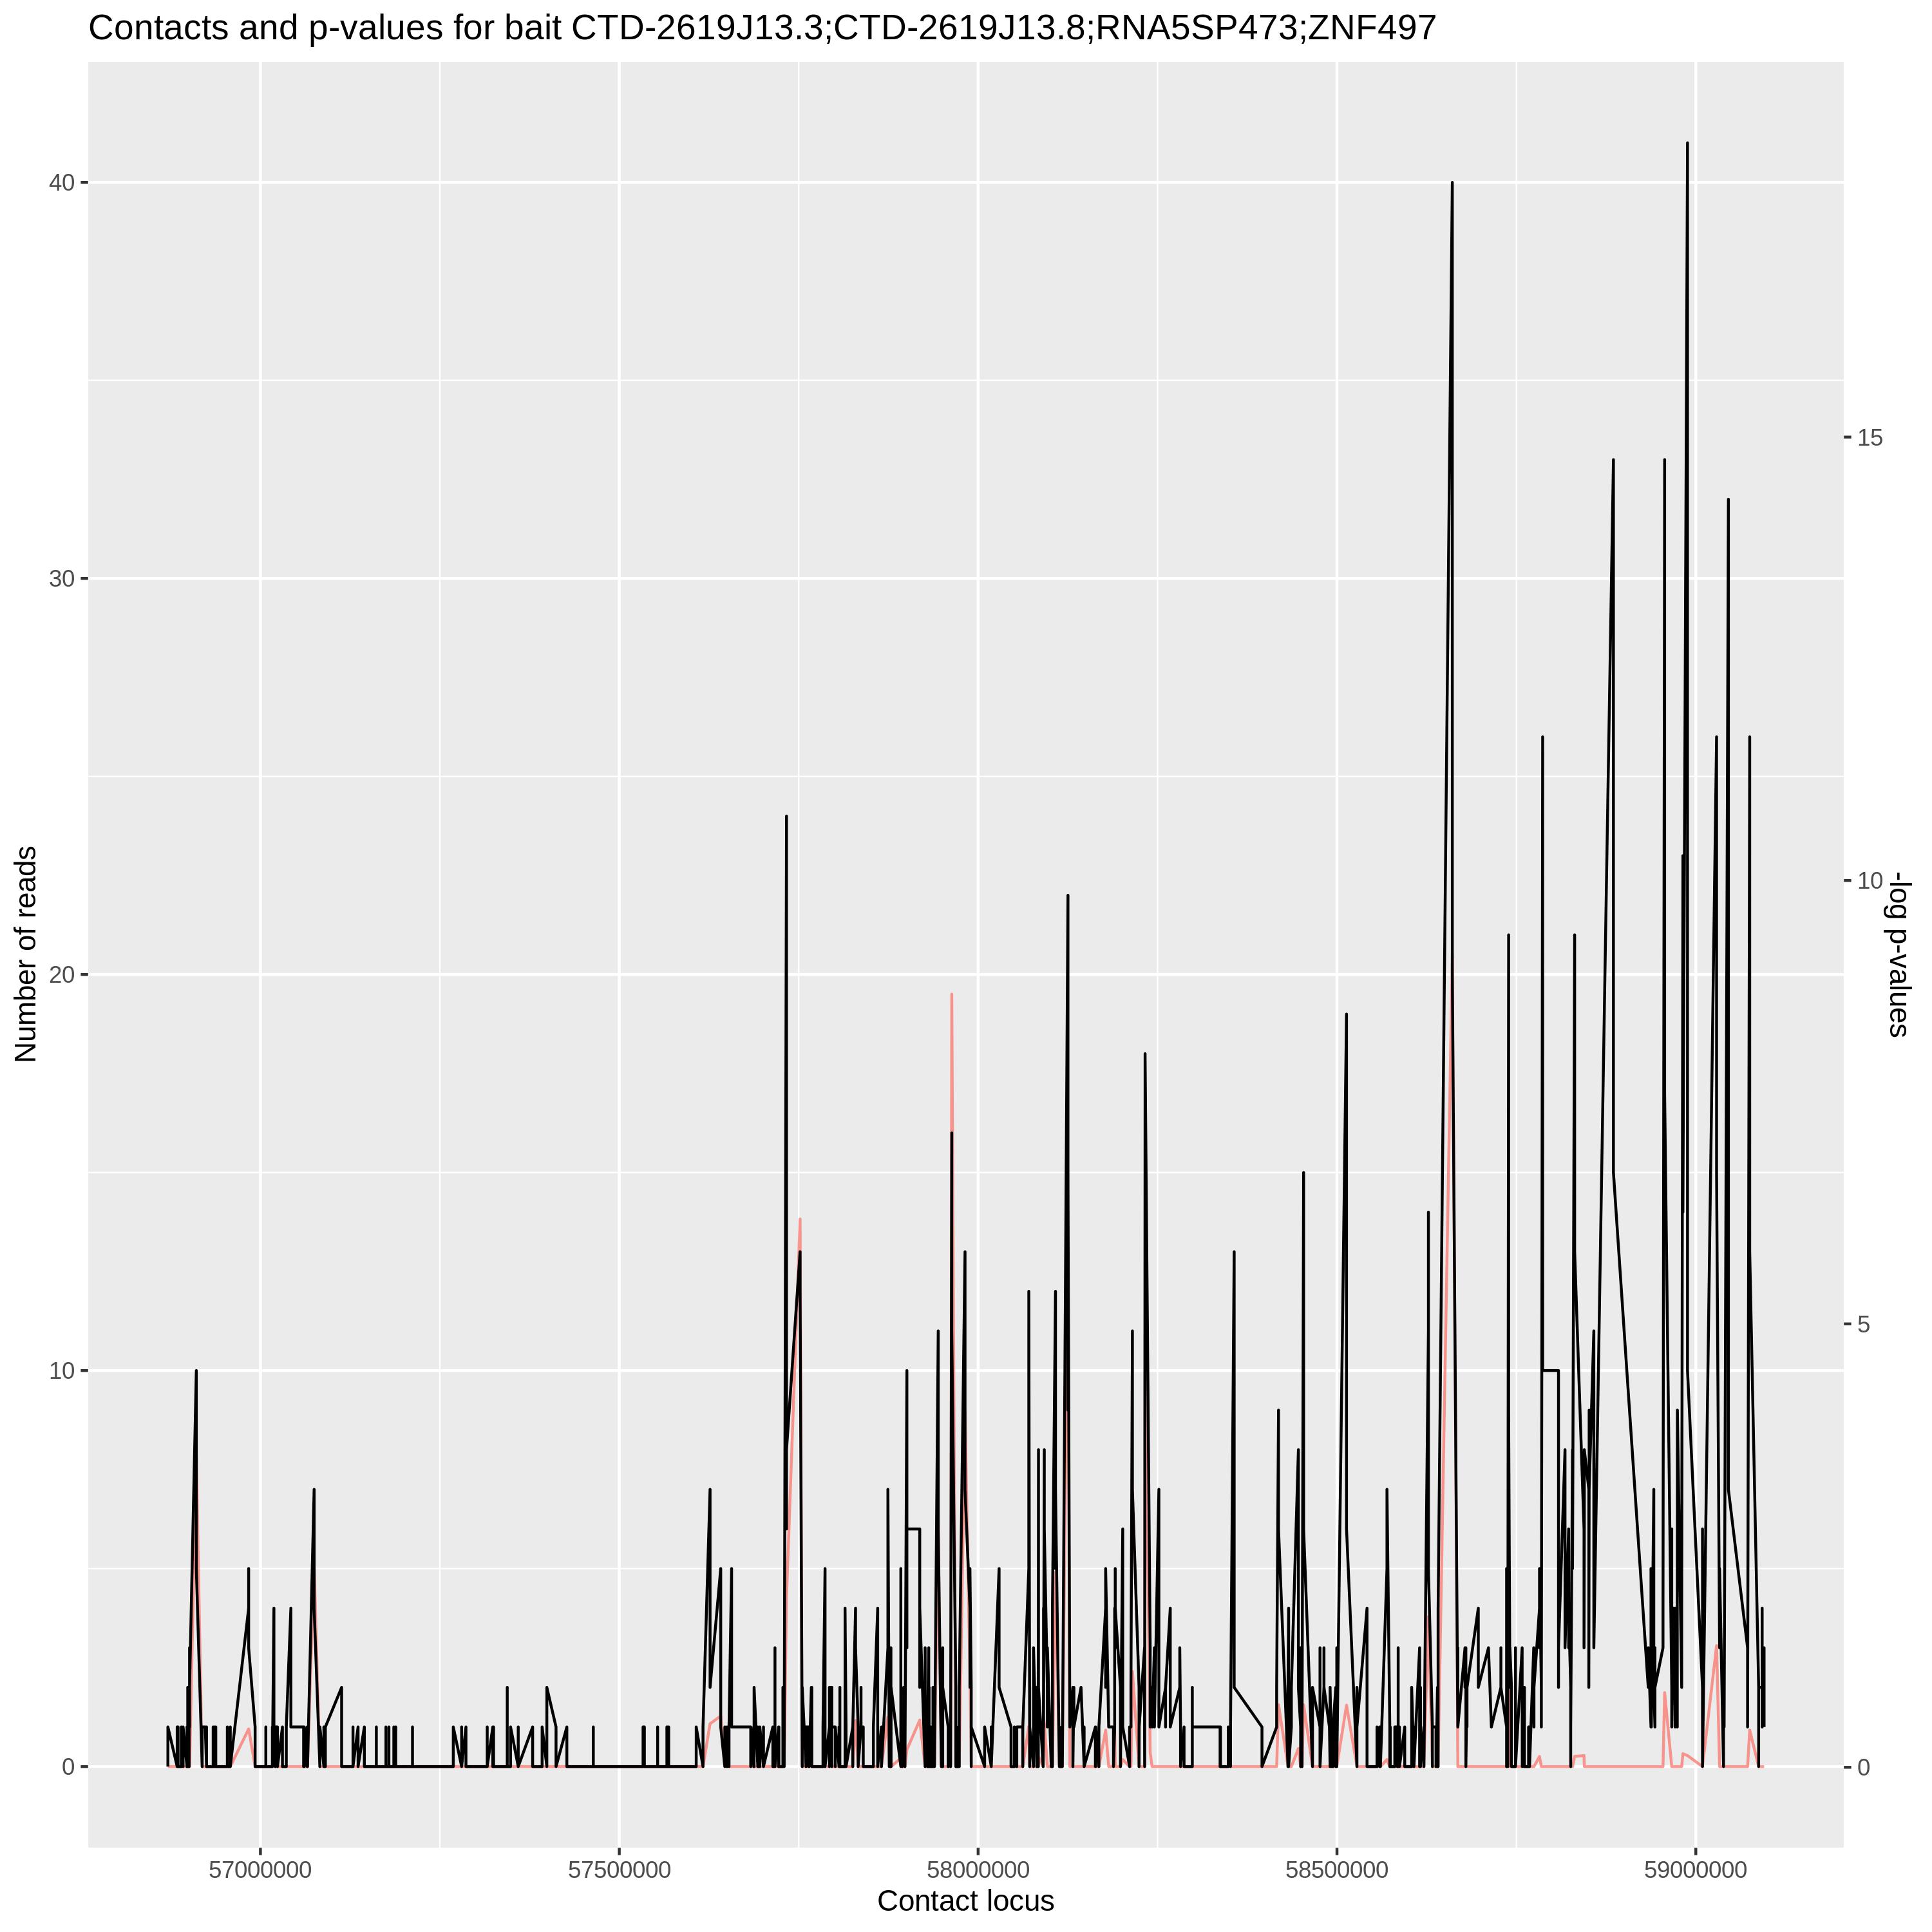 Contacts and p-values for bait CTD-2619J13.3;CTD-2619J13.8;RNA5SP473;ZNF497
40
30
20
10
0
Number of reads
15
10
5
0
-log p-values
57000000 57500000 58000000 58500000 59000000
Contact locus